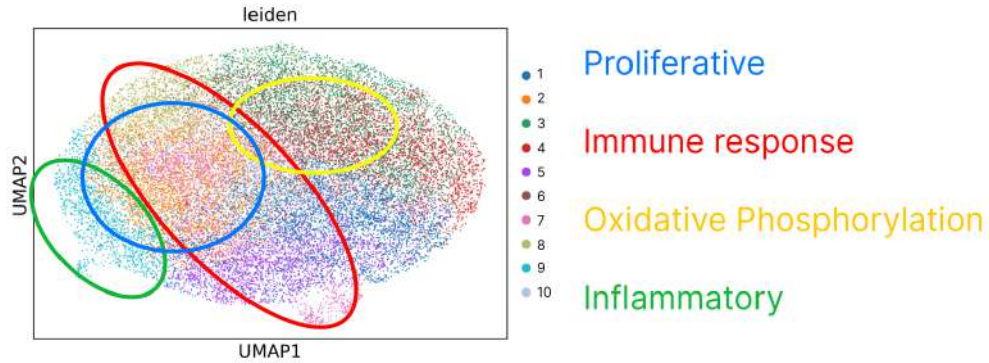 leiden
UMAP2
UMAP1
1
2
3
4
5
6
7
8
9
10
Proliferative
Immune response
Oxidative Phosphorylation
Inflammatory